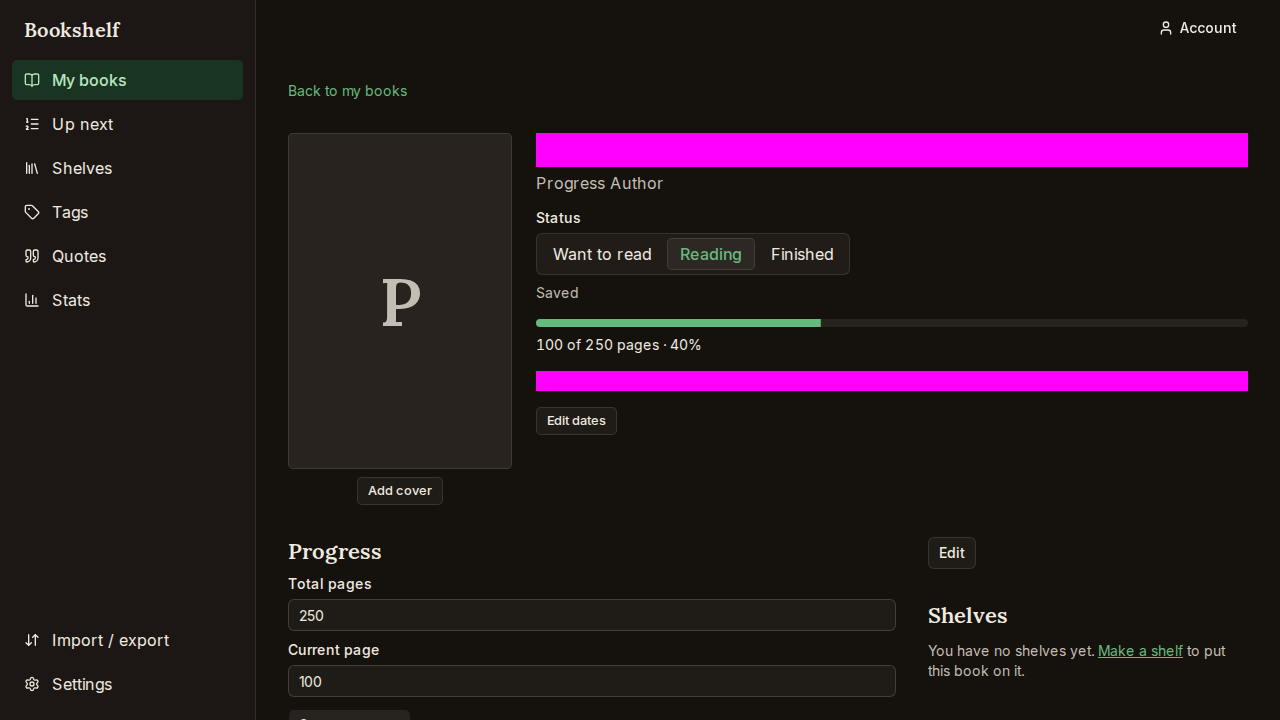 Bookshelf
My books
Up next
Shelves
Tags
Quotes
Stats
Import / export
Settings
Account
Back to my books
P
Add cover
Progress Author
Status
Want to read
Reading
Finished
Saved
100 of 250 pages · 40%
Edit dates
Progress
Total pages
250
Current page
100
Edit
Shelves
You have no shelves yet. Make a shelf to put
this book on it.